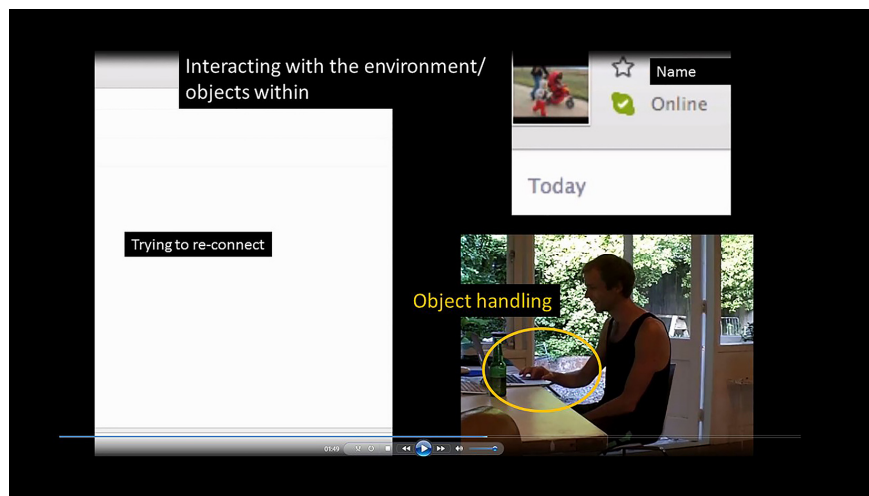 Interacting with the environment/
objects within
Name
Online
Today
Trying to re-connect
Object handling
01:49